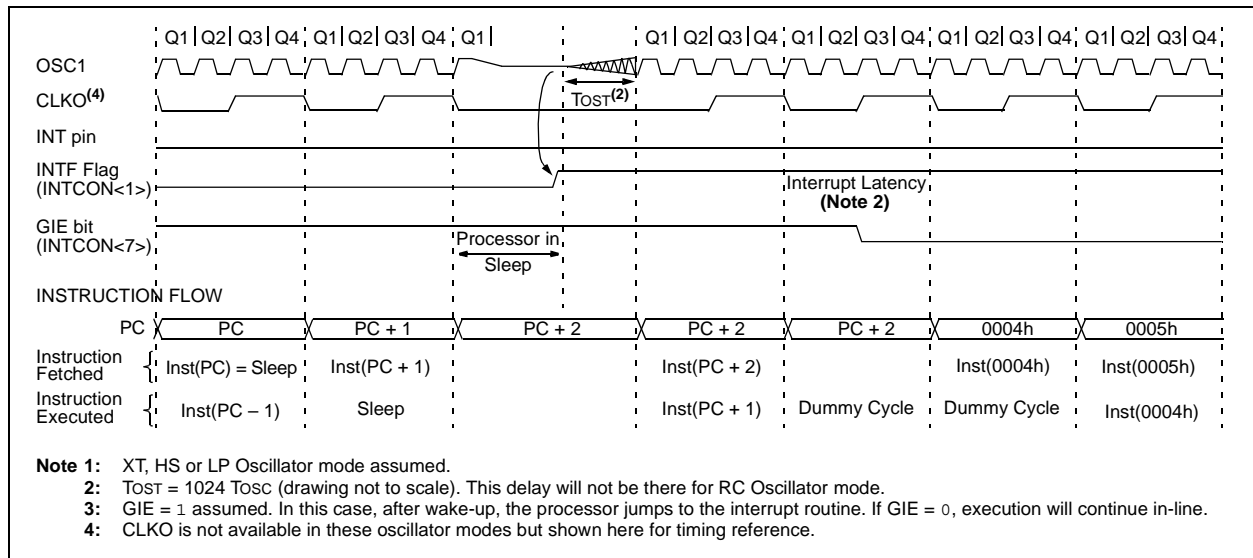 Q1 Q2 Q3 Q4 Q1 Q2 Q3 Q4 Q1 Q1 Q2 Q3 Q4 Q1 Q2 Q3 Q4 Q1 Q2 Q3 Q4 Q1 Q2 Q3 Q4
OSC1
CLKO(4) TOST(2)
INT pin
INTF Flag
(INTCON<1>)
Interrupt Latency
(Note 2)
GIE bit
(INTCON<7>)
Processor in
Sleep
INSTRUCTION FLOW
PC PC PC + 1 PC + 2 PC + 2 PC + 2 0004h 0005h
Instruction
Fetched { Inst(PC) = Sleep Inst(PC + 1) Inst(PC + 2) Inst(0004h) Inst(0005h)
Instruction
Executed { Inst(PC – 1) Sleep Inst(PC + 1) Dummy Cycle Dummy Cycle Inst(0004h)
Note 1: XT, HS or LP Oscillator mode assumed.
2: TOST = 1024 TOSC (drawing not to scale). This delay will not be there for RC Oscillator mode.
3: GIE = 1 assumed. In this case, after wake-up, the processor jumps to the interrupt routine. If GIE = 0, execution will continue in-line.
4: CLKO is not available in these oscillator modes but shown here for timing reference.